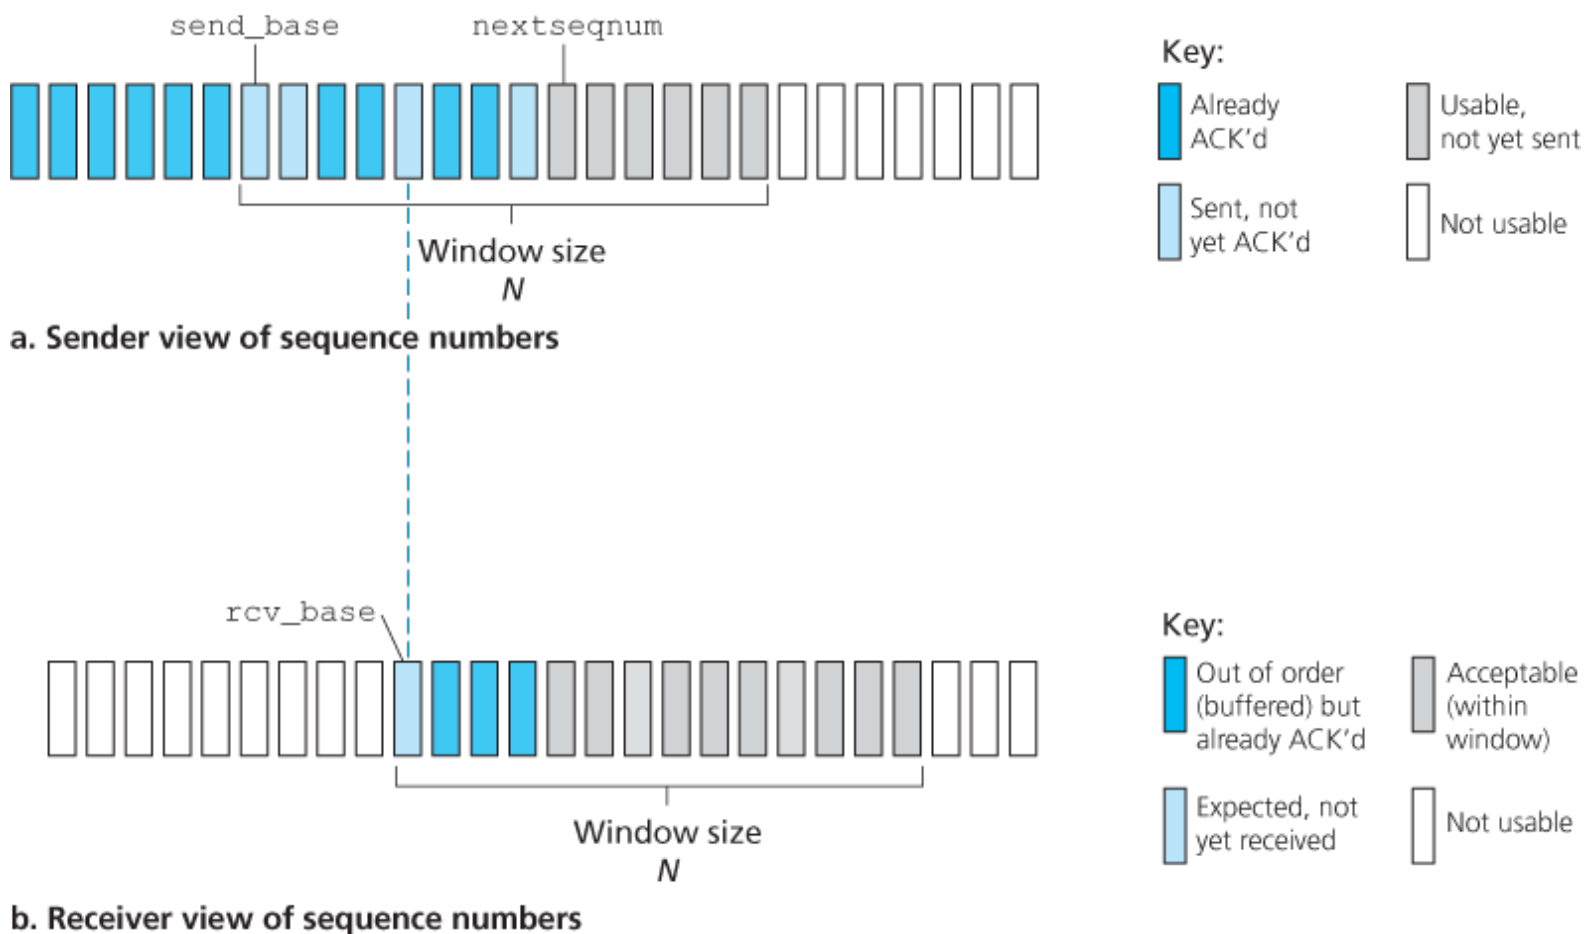 send_base
nextseqnum
Window size
N
a. Sender view of sequence numbers
Key:
Already
ACK’d
Usable,
not yet sent
Sent, not
yet ACK’d
Not usable
rcv_base
Window size
N
b. Receiver view of sequence numbers
Key:
Out of order
(buffered) but
already ACK’d
Acceptable
(within
window)
Expected, not
yet received
Not usable